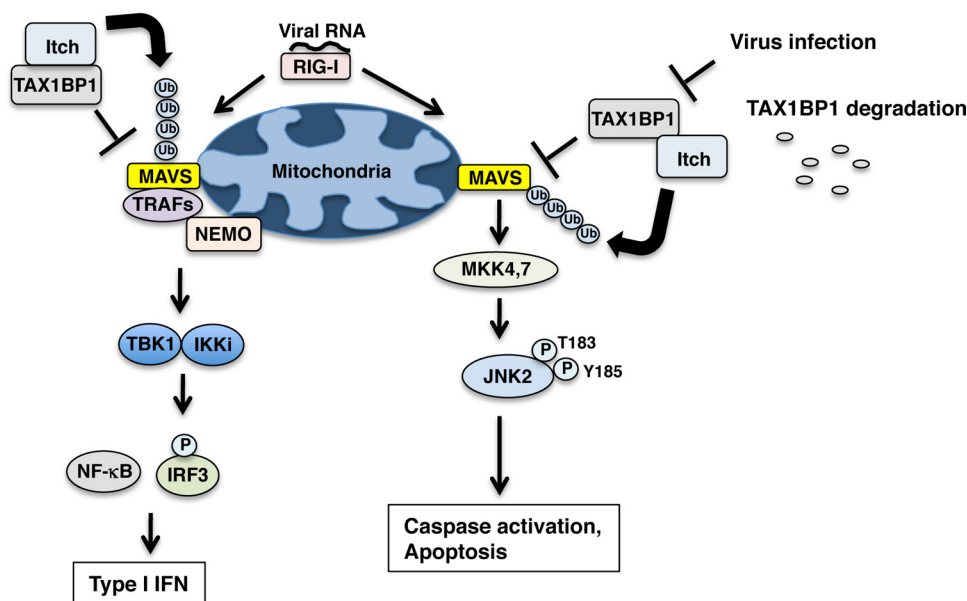 Itch
TAX1BP1
Ub
Ub
Ub
Ub
MAVS
TRAFs
NEMO
Viral RNA
RIG-I
Mitochondria
TBK1
IKKi
NF-κB
P
IRF3
Type I IFN
Virus infection
TAX1BP1
Itch
TAX1BP1 degradation
MAVS
Ub
Ub
Ub
Ub
MKK4,7
JNK2
P
T183
P
Y185
Caspase activation,
Apoptosis